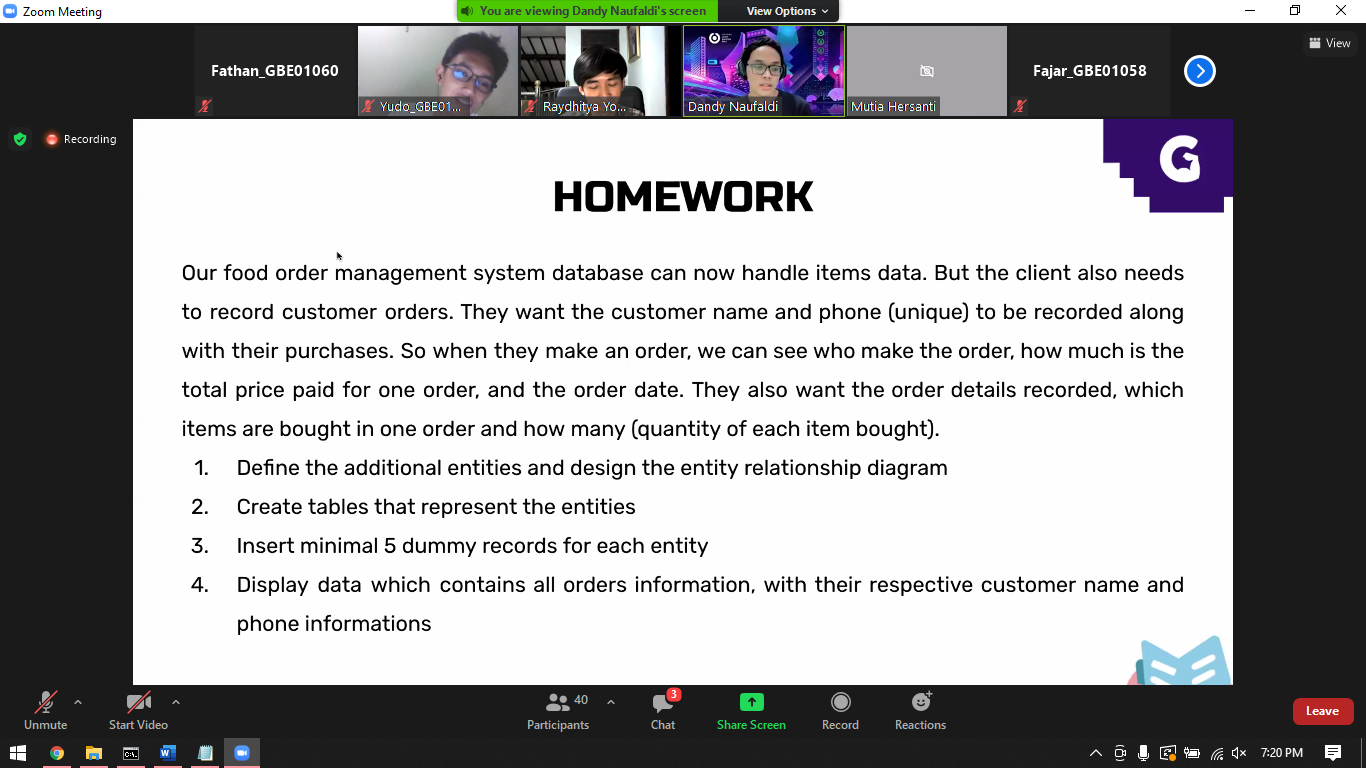 Zoom Meeting
You are viewing Dandy Naufaldi's screen
View Options
Fathan_GBE01060
Yudo_GBE01...
Raydhitya Yo...
Dandy Naufaldi
Mutia Hersanti
Fajar_GBE01058
View
Recording
G
HOMEWORK
Our food order management system database can now handle items data. But the client also needs
to record customer orders. They want the customer name and phone (unique) to be recorded along
with their purchases. So when they make an order, we can see who make the order, how much is the
total price paid for one order, and the order date. They also want the order details recorded, which
items are bought in one order and how many (quantity of each item bought).
1. Define the additional entities and design the entity relationship diagram
2. Create tables that represent the entities
3. Insert minimal 5 dummy records for each entity
4. Display data which contains all orders information, with their respective customer name and
phone informations
Unmute
Start Video
Participants
40
Chat
3
Share Screen
Record
Reactions
Leave
7:20 PM